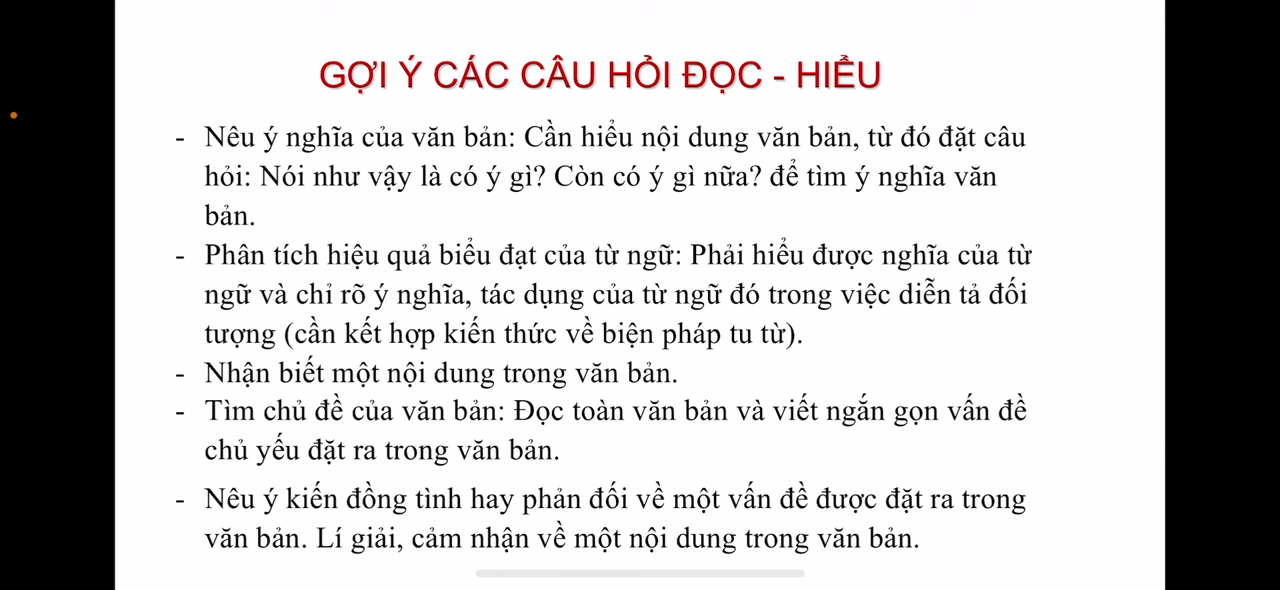 GỢI Ý CÁC CÂU HỎI ĐỌC - HIỂU
- Nêu ý nghĩa của văn bản: Cần hiểu nội dung văn bản, từ đó đặt câu
hỏi: Nói như vậy là có ý gì? Còn có ý gì nữa? để tìm ý nghĩa văn
bản.
- Phân tích hiệu quả biểu đạt của từ ngữ: Phải hiểu được nghĩa của từ
ngữ và chỉ rõ ý nghĩa, tác dụng của từ ngữ đó trong việc diễn tả đối
tượng (cần kết hợp kiến thức về biện pháp tu từ).
- Nhận biết một nội dung trong văn bản.
- Tìm chủ đề của văn bản: Đọc toàn văn bản và viết ngắn gọn vấn đề
chủ yếu đặt ra trong văn bản.
- Nêu ý kiến đồng tình hay phản đối về một vấn đề được đặt ra trong
văn bản. Lí giải, cảm nhận về một nội dung trong văn bản.